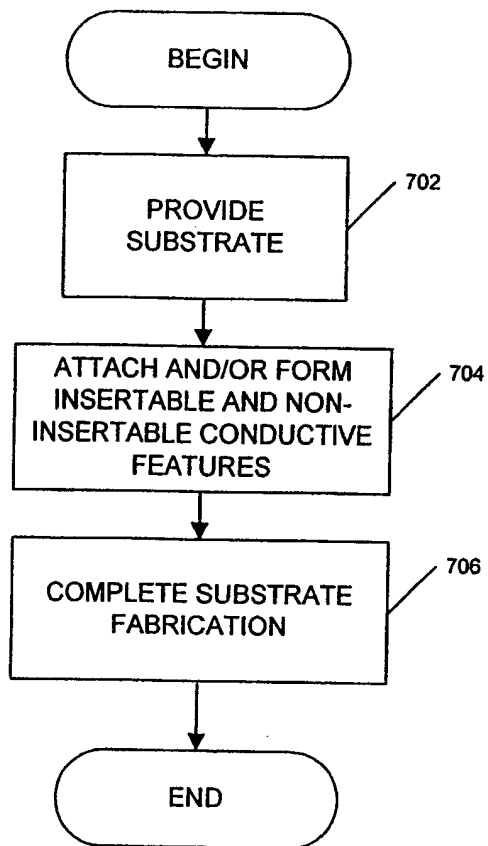 BEGIN
702
PROVIDE
SUBSTRATE
ATTACH AND/OR FORM
INSERTABLE AND NON-
INSERTABLE CONDUCTIVE
FEATURES
704
COMPLETE SUBSTRATE
FABRICATION
706
END